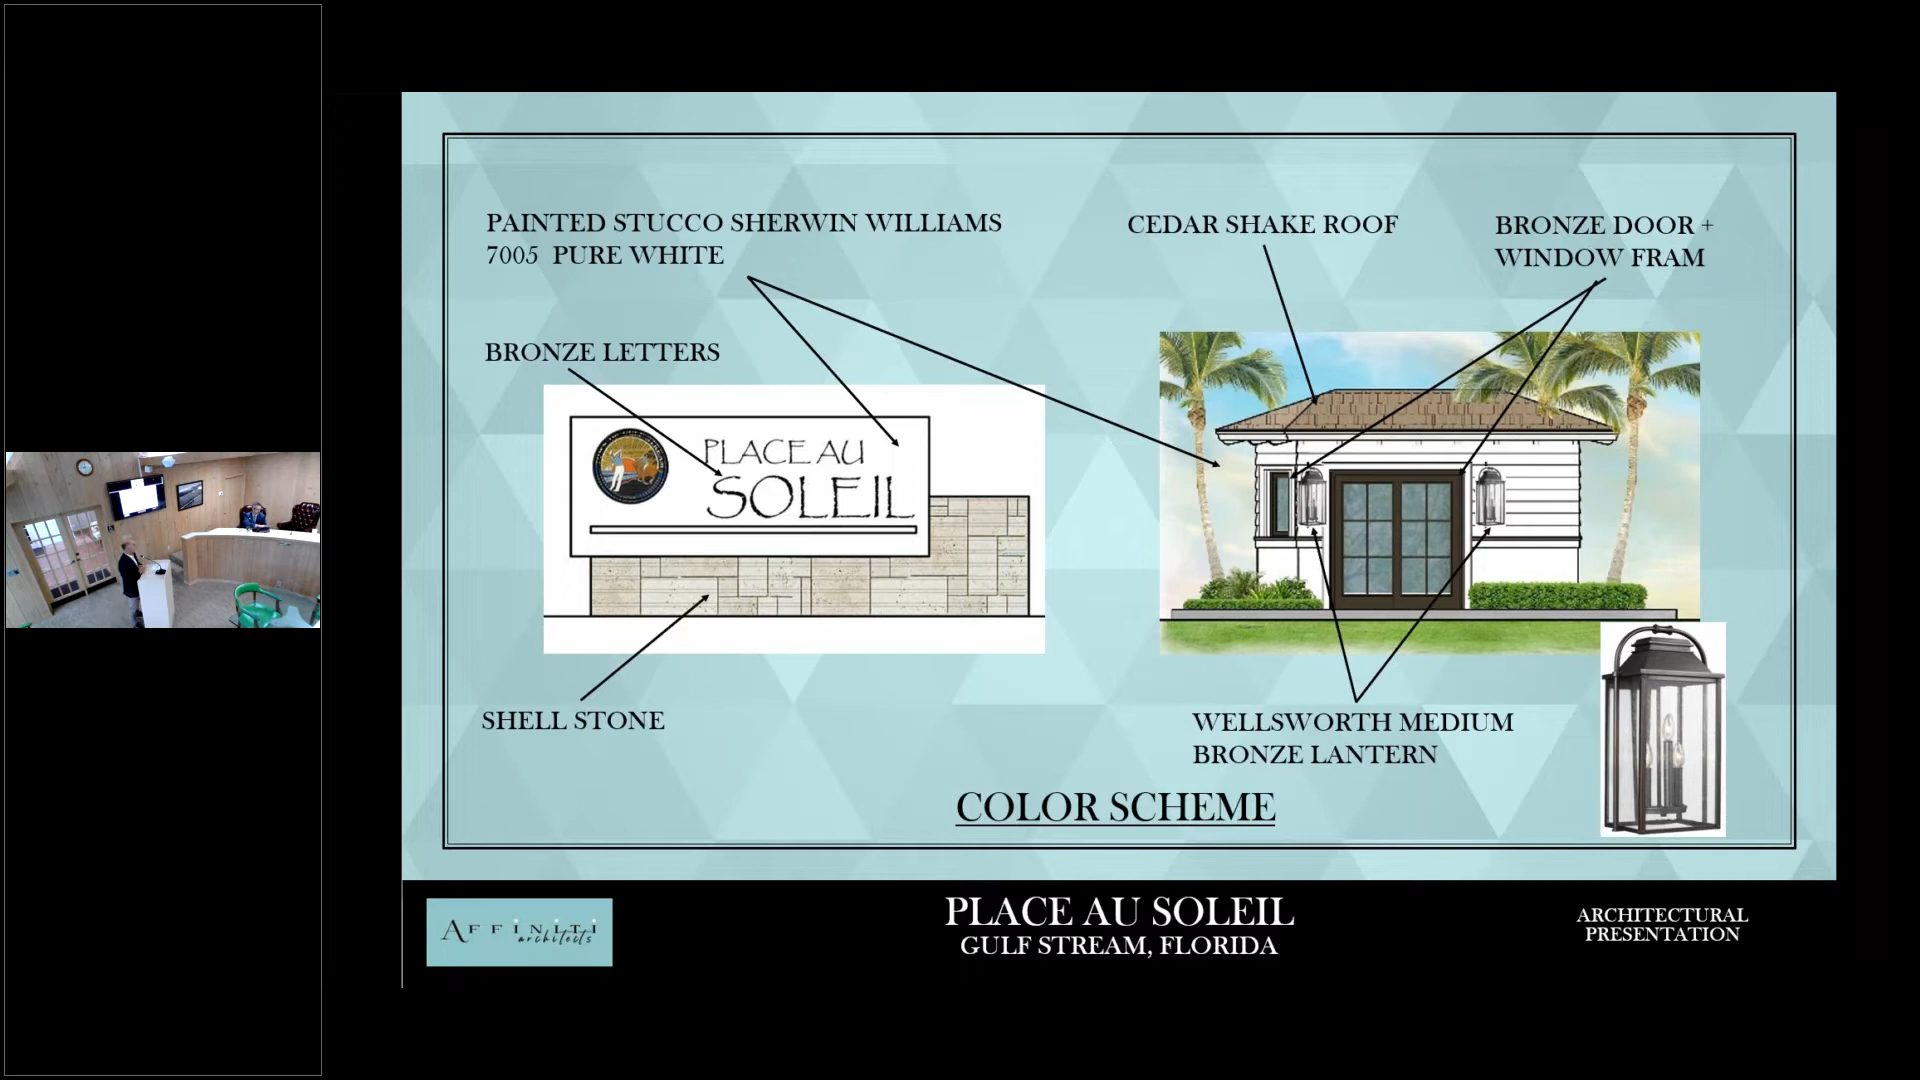 PAINTED STUCCO SHERWIN WILLIAMS
7005 PURE WHITE
CEDAR SHAKE ROOF
BRONZE DOOR +
WINDOW FRAM
BRONZE LETTERS
PLACE AU
SOLEIL
SHELL STONE
WELLSWORTH MEDIUM
BRONZE LANTERN
COLOR SCHEME
AFFINITI
architects
PLACE AU SOLEIL
GULF STREAM, FLORIDA
ARCHITECTURAL
PRESENTATION